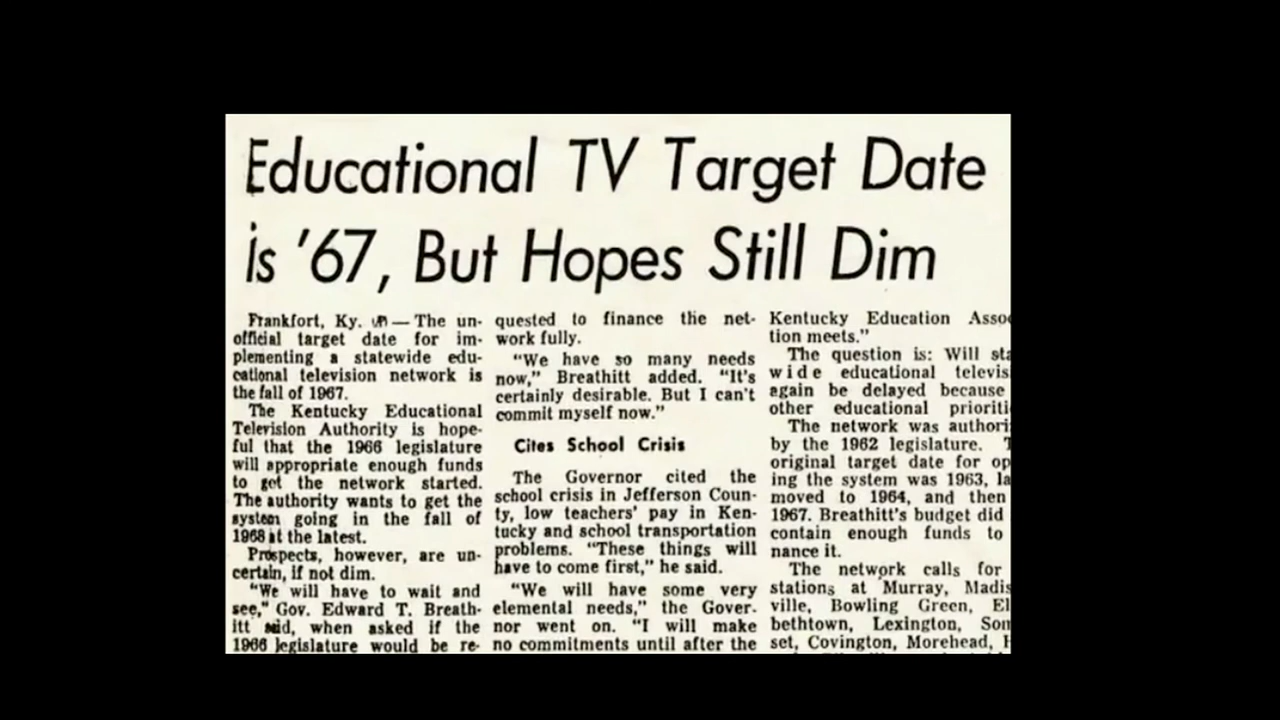 Educational TV Target Date
is '67, But Hopes Still Dim
Frankfort, Ky. — The un-
official target date for im-
plementing a statewide edu-
cational television network is
the fall of 1967.
The Kentucky Educational
Television Authority is hope-
ful that the 1966 legislature
will appropriate enough funds
to get the network started.
The authority wants to get the
system going in the fall of
1968 at the latest.
Prospects, however, are un-
certain, if not dim.
"We will have to wait and
see," Gov. Edward T. Breath-
itt said, when asked if the
1966 legislature would be re-
quested to finance the net-
work fully.
"We have so many needs
now," Breathitt added. "It's
certainly desirable. But I can't
commit myself now."
Cites School Crisis
The Governor cited the
school crisis in Jefferson Coun-
ty, low teachers' pay in Ken-
tucky and school transportation
problems. "These things will
have to come first," he said.
"We will have some very
elemental needs," the Gover-
nor went on. "I will make
no commitments until after the
Kentucky Education Asso
tion meets."
The question is: Will sta
wide educational televis
again be delayed because
other educational prioriti
The network was authori
by the 1962 legislature. T
original target date for op
ing the system was 1963, la
moved to 1964, and then
1967. Breathitt's budget did
contain enough funds to
nance it.
The network calls for
stations at Murray, Madis
ville, Bowling Green, El
bethtown, Lexington, Som
set, Covington, Morehead, H